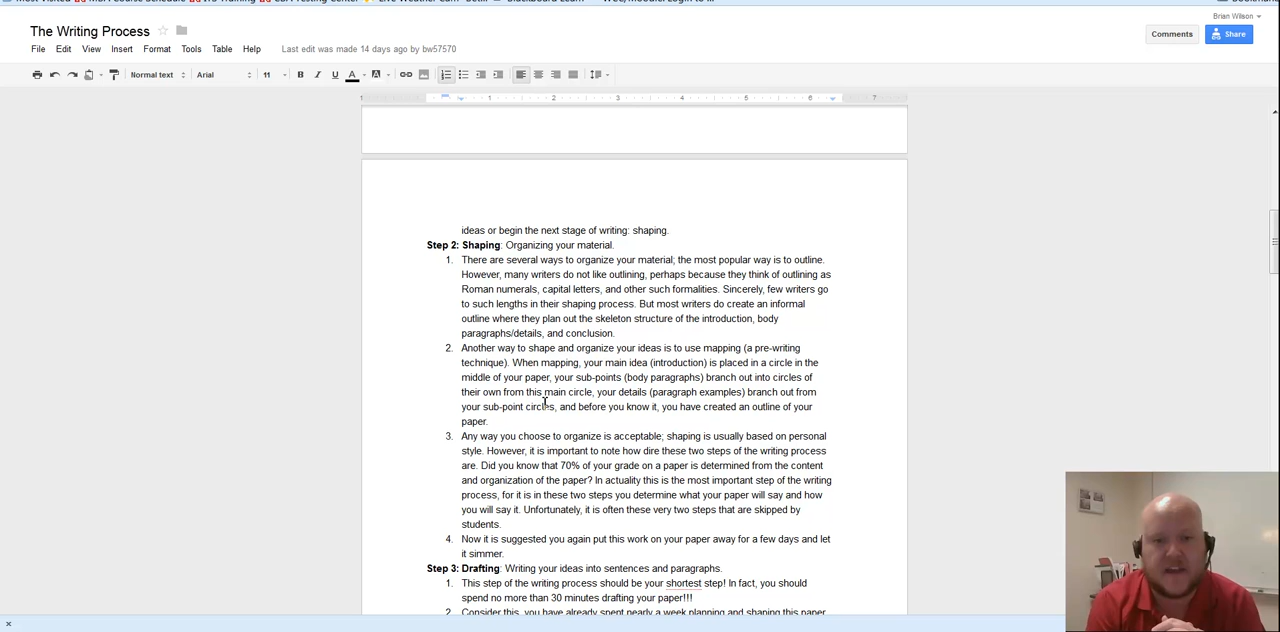 The Writing Process
Brian Wilson
Comments
Share
File Edit View Insert Format Tools Table Help Last edit was made 14 days ago by bw57570
Normal text Arial 11 B I U A A
1 1 2 3 4 5 6 7
ideas or begin the next stage of writing: shaping.
Step 2: Shaping: Organizing your material.
1. There are several ways to organize your material; the most popular way is to outline.
However, many writers do not like outlining, perhaps because they think of outlining as
Roman numerals, capital letters, and other such formalities. Sincerely, few writers go
to such lengths in their shaping process. But most writers do create an informal
outline where they plan out the skeleton structure of the introduction, body
paragraphs/details, and conclusion.
2. Another way to shape and organize your ideas is to use mapping (a pre-writing
technique). When mapping, your main idea (introduction) is placed in a circle in the
middle of your paper, your sub-points (body paragraphs) branch out into circles of
their own from this main circle, your details (paragraph examples) branch out from
your sub-point circles, and before you know it, you have created an outline of your
paper.
3. Any way you choose to organize is acceptable; shaping is usually based on personal
style. However, it is important to note how dire these two steps of the writing process
are. Did you know that 70% of your grade on a paper is determined from the content
and organization of the paper? In actuality this is the most important step of the writing
process, for it is in these two steps you determine what your paper will say and how
you will say it. Unfortunately, it is often these very two steps that are skipped by
students.
4. Now it is suggested you again put this work on your paper away for a few days and let
it simmer.
Step 3: Drafting: Writing your ideas into sentences and paragraphs.
1. This step of the writing process should be your shortest step! In fact, you should
spend no more than 30 minutes drafting your paper!!!
2. Consider this, you have already spent nearly a week planning and shaping this paper